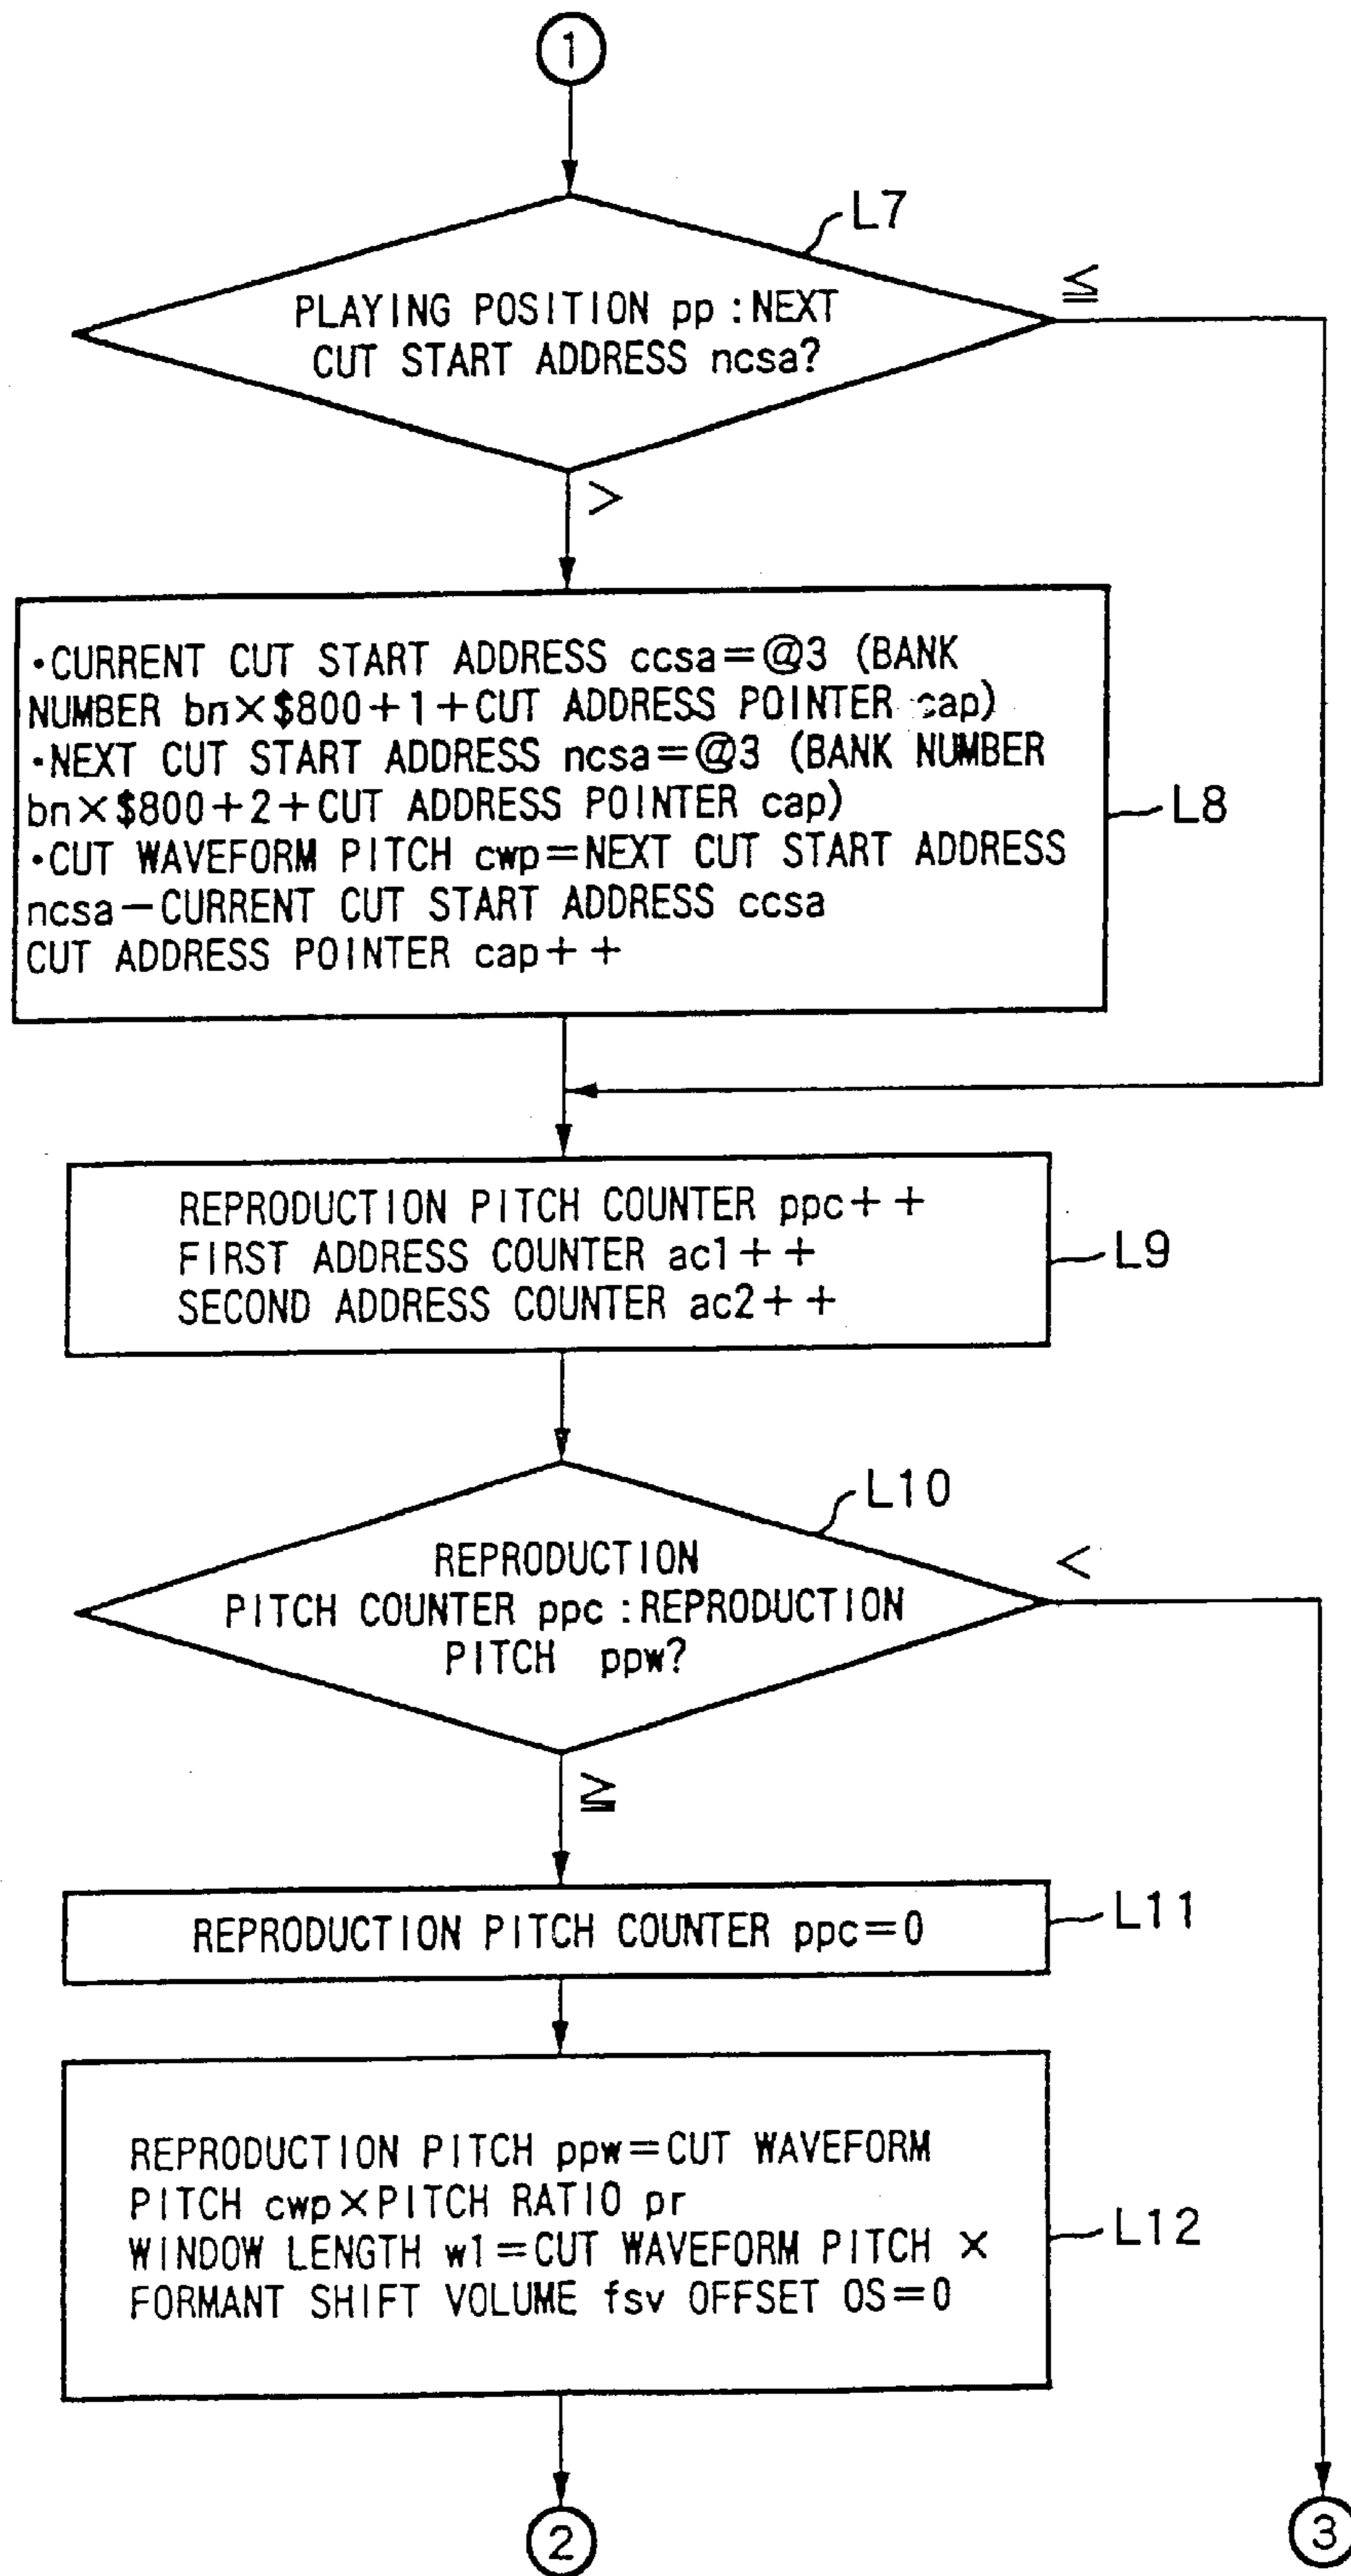 1
L7
PLAYING POSITION pp :NEXT
CUT START ADDRESS ncsa?
≦
>
•CURRENT CUT START ADDRESS ccsa=@3 (BANK
NUMBER bn×$800+1+CUT ADDRESS POINTER cap)
•NEXT CUT START ADDRESS ncsa=@3 (BANK NUMBER
bn×$800+2+CUT ADDRESS POINTER cap)
•CUT WAVEFORM PITCH cwp=NEXT CUT START ADDRESS
ncsa−CURRENT CUT START ADDRESS ccsa
CUT ADDRESS POINTER cap++
L8
REPRODUCTION PITCH COUNTER ppc++
FIRST ADDRESS COUNTER ac1++
SECOND ADDRESS COUNTER ac2++
L9
L10
REPRODUCTION
PITCH COUNTER ppc :REPRODUCTION
PITCH ppw?
<
≧
REPRODUCTION PITCH COUNTER ppc=0
L11
REPRODUCTION PITCH ppw=CUT WAVEFORM
PITCH cwp×PITCH RATIO pr
WINDOW LENGTH w1=CUT WAVEFORM PITCH ×
FORMANT SHIFT VOLUME fsv OFFSET OS=0
L12
2
3